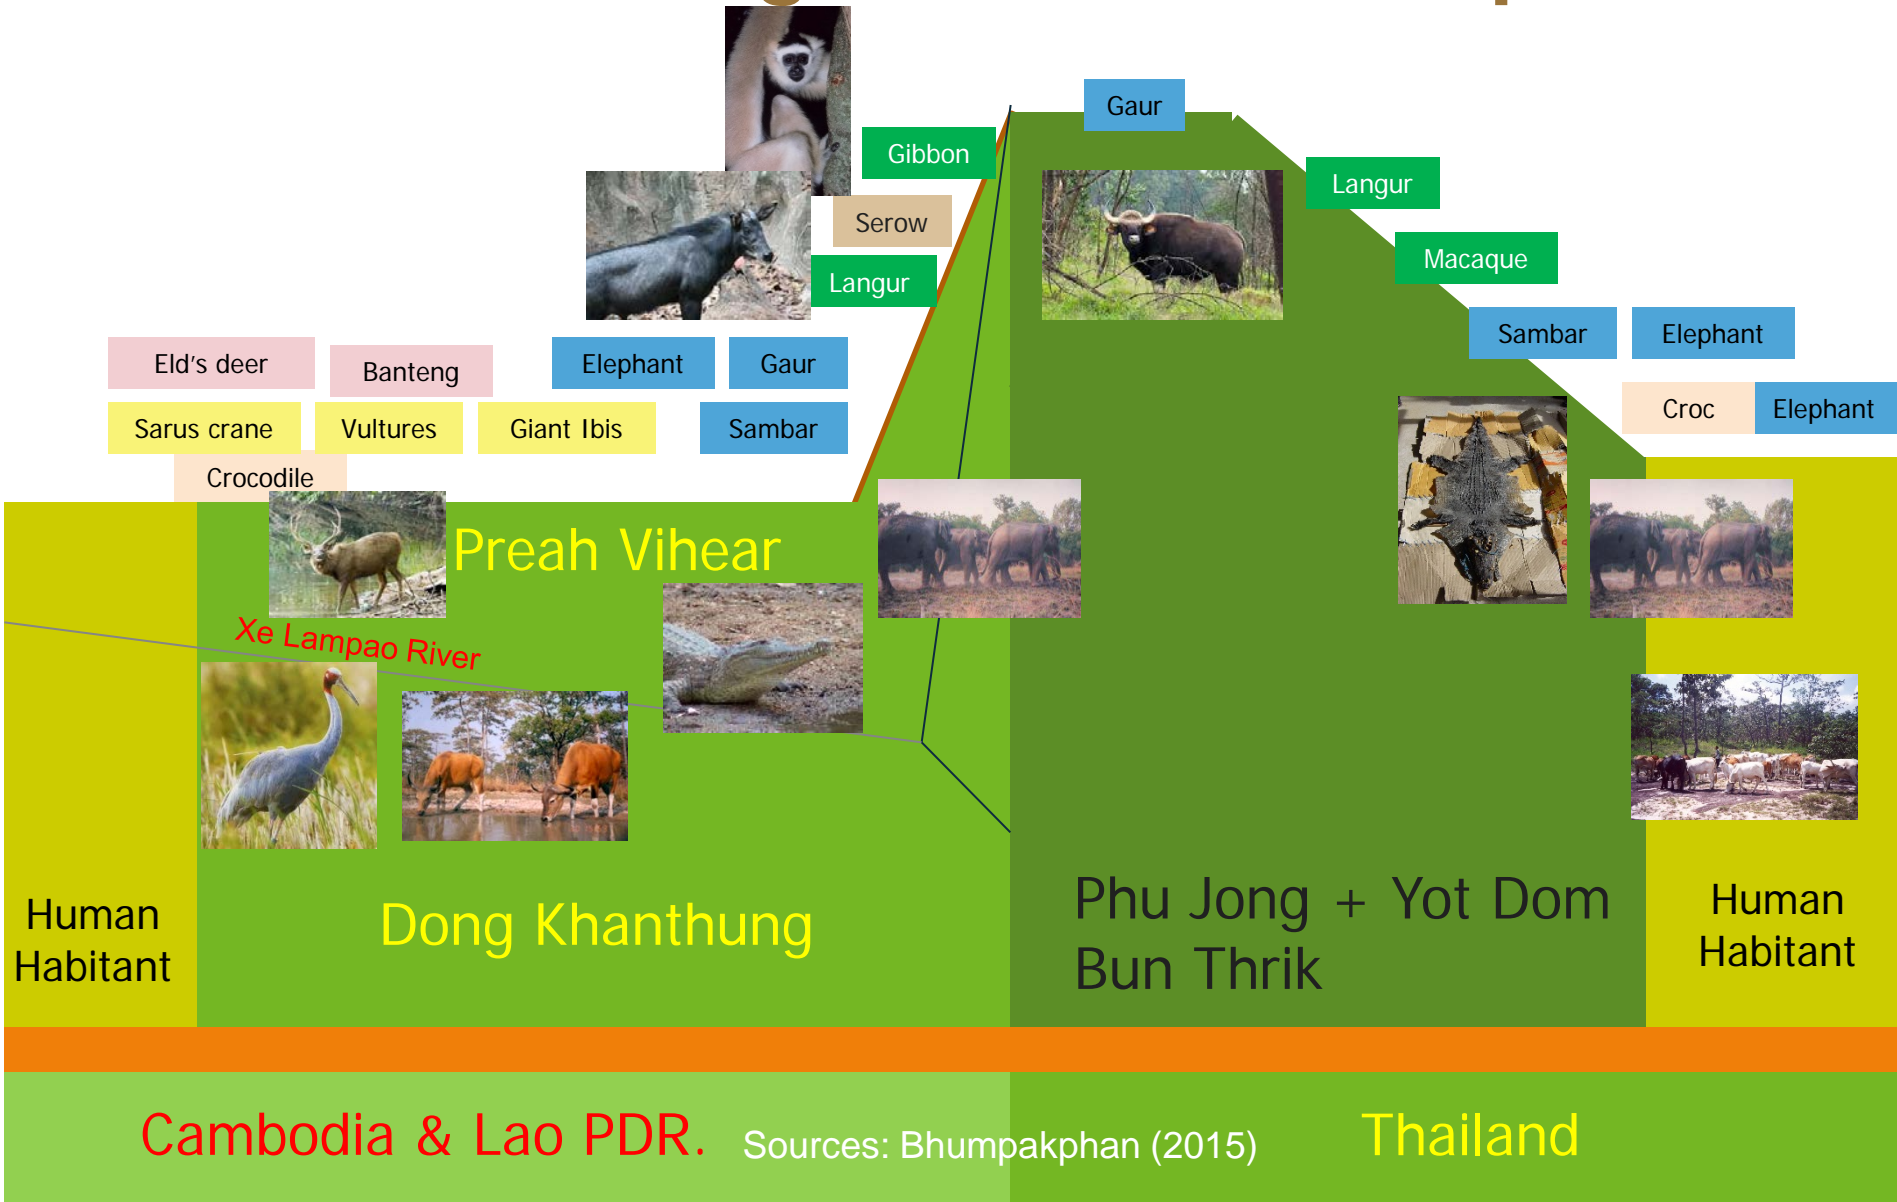 Gaur
Gibbon
Langur
Serow
Macaque
Langur
Sambar
Elephant
Eld's deer
Banteng
Elephant
Gaur
Croc
Elephant
Sarus crane
Vultures
Giant Ibis
Sambar
Crocodile
Preah Vihear
Xe Lampao River
Human
Habitant
Dong Khanthung
Phu Jong + Yot Dom
Bun Thrik
Human
Habitant
Cambodia & Lao PDR.
Sources: Bhumpakphan (2015)
Thailand